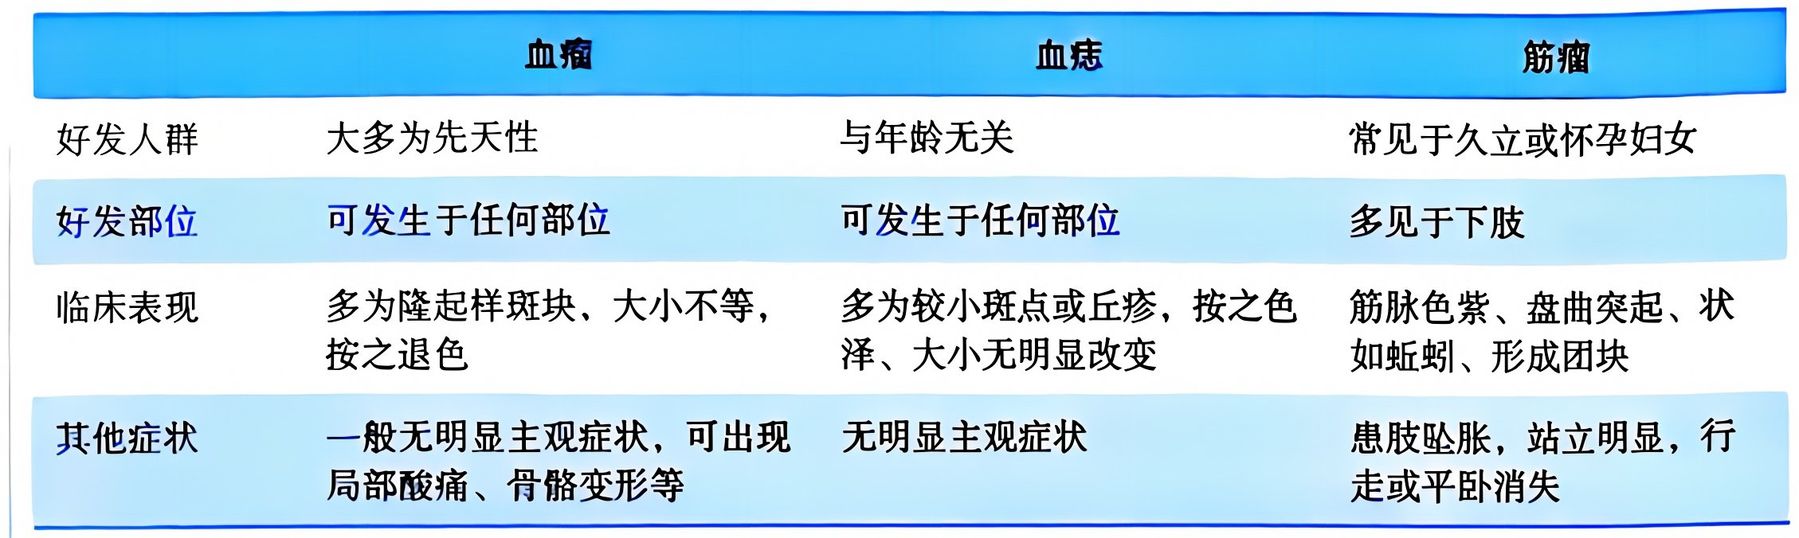 血瘤 血痣 筋瘤
好发人群 大多为先天性 与年龄无关 常见于久立或怀孕妇女
好发部位 可发生于任何部位 可发生于任何部位 多见于下肢
临床表现 多为隆起样斑块，大小不等， 多为较小斑点或丘疹，按之色 筋脉色紫、盘曲突起、状
按之退色 泽、大小无明显改变 如蚯蚓、形成团块
其他症状 一般无明显主观症状，可出现 无明显主观症状 患肢坠胀，站立明显，行
局部酸痛、骨骼变形等 走或平卧消失